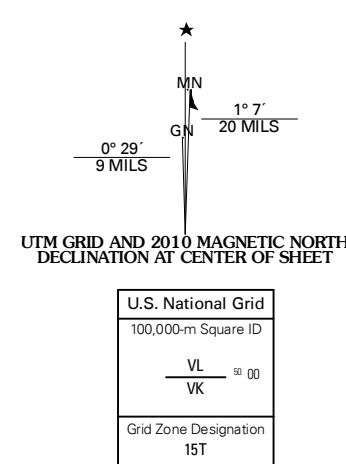 ★
MN
1° 7´
20 MILS
GN
0° 29´
9 MILS
UTM GRID AND 2010 MAGNETIC NORTH
DECLINATION AT CENTER OF SHEET
U.S. National Grid
100,000-m Square ID
VL
50 00
VK
Grid Zone Designation
15T